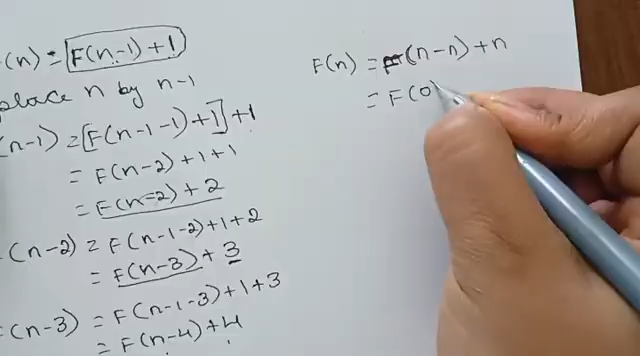 (n) = F(n-1) + 1
place n by n-1
(n-1) = [F(n-1-1)+1] + 1
= F(n-2) + 1 + 1
= F(n-2) + 2
(n-2) = F(n-1-2) + 1 + 2
= F(n-3) + 3
(n-3) = F(n-1-3) + 1 + 3
= F(n-4) + 4
F(n) = F(n-n) + n
= F(0)